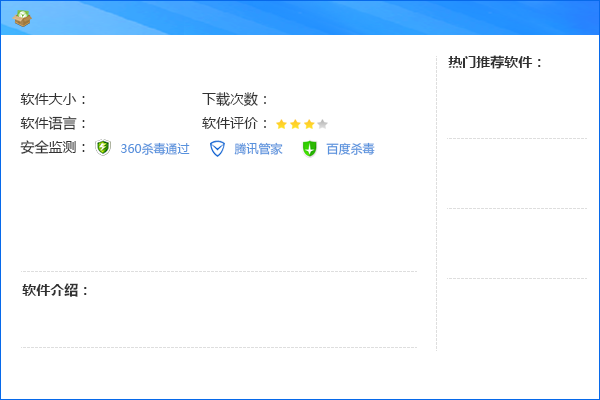 热门推荐软件：
软件大小： 下载次数：
软件语言： 软件评价：
安全监测： 360杀毒通过 腾讯管家 百度杀毒
软件介绍：